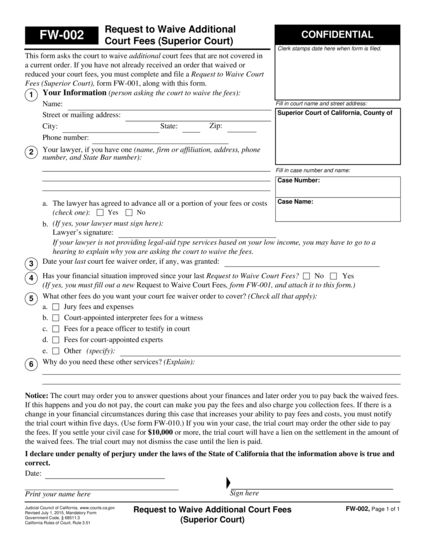 FW-002
Request to Waive Additional
Court Fees (Superior Court)
CONFIDENTIAL
Clerk stamps date here when form is filed.
This form asks the court to waive additional court fees that are not covered in
a current order. If you have not already received an order that waived or
reduced your court fees, you must complete and file a Request to Waive Court
Fees (Superior Court), form FW-001, along with this form.
1 Your Information (person asking the court to waive the fees):
Name:
Street or mailing address:
City: State: Zip:
Phone number:
Fill in court name and street address:
Superior Court of California, County of
2 Your lawyer, if you have one (name, firm or affiliation, address, phone
number, and State Bar number):
Fill in case number and name:
Case Number:
Case Name:
a. The lawyer has agreed to advance all or a portion of your fees or costs
(check one): Yes No
b. (If yes, your lawyer must sign here):
Lawyer's signature:
If your lawyer is not providing legal-aid type services based on your low income, you may have to go to a
hearing to explain why you are asking the court to waive the fees.
3 Date your last court fee waiver order, if any, was granted:
4 Has your financial situation improved since your last Request to Waive Court Fees? No Yes
(If yes, you must fill out a new Request to Waive Court Fees, form FW-001, and attach it to this form.)
5 What other fees do you want your court fee waiver order to cover? (Check all that apply):
a. Jury fees and expenses
b. Court-appointed interpreter fees for a witness
c. Fees for a peace officer to testify in court
d. Fees for court-appointed experts
e. Other (specify):
6 Why do you need these other services? (Explain):
Notice: The court may order you to answer questions about your finances and later order you to pay back the waived fees.
If this happens and you do not pay, the court can make you pay the fees and also charge you collection fees. If there is a
change in your financial circumstances during this case that increases your ability to pay fees and costs, you must notify
the trial court within five days. (Use form FW-010.) If you win your case, the trial court may order the other side to pay
the fees. If you settle your civil case for $10,000 or more, the trial court will have a lien on the settlement in the amount of
the waived fees. The trial court may not dismiss the case until the lien is paid.
I declare under penalty of perjury under the laws of the State of California that the information above is true and
correct.
Date:
Print your name here
Sign here
Judicial Council of California, www.courts.ca.gov
Revised July 1, 2015, Mandatory Form
Government Code, § 68511.3
California Rules of Court, Rule 3.51
Request to Waive Additional Court Fees
(Superior Court)
FW-002, Page 1 of 1